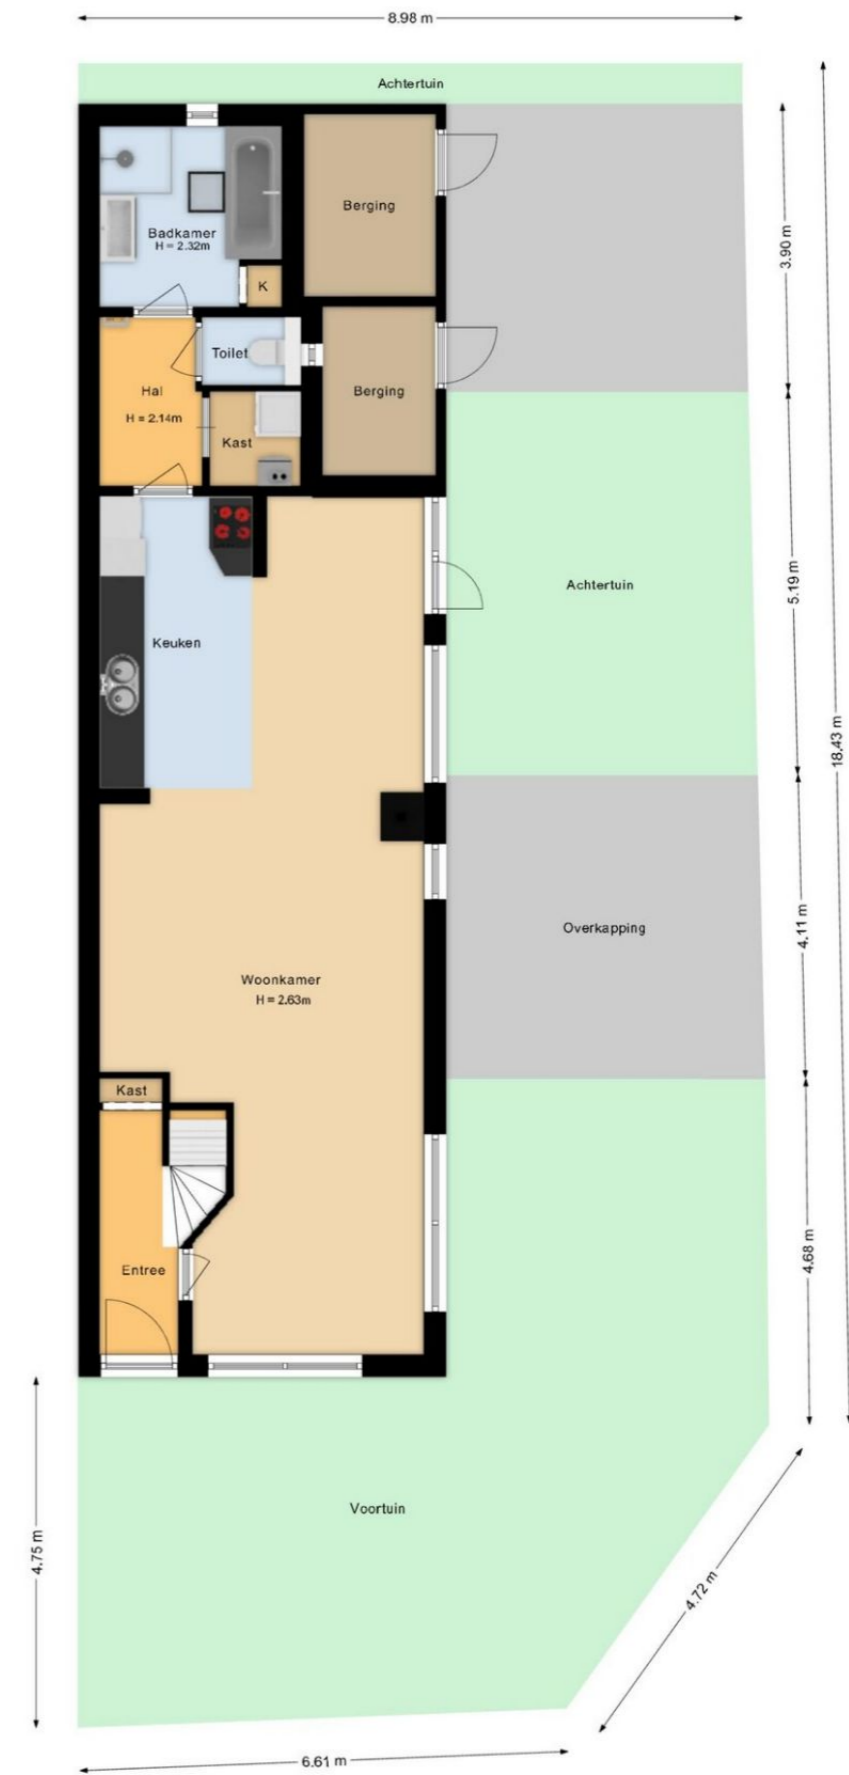 8.98 m
Achtertuin
Berging
Badkamer
H = 2.32m
3.90 m
K
Toilet
Hal
H = 2.14m
Berging
Kast
Achtertuin
5.19 m
Keuken
18.43 m
Overkapping
4.11 m
Woonkamer
H = 2.63m
Kast
Entree
4.68 m
Voortuin
4.75 m
4.72 m
6.61 m